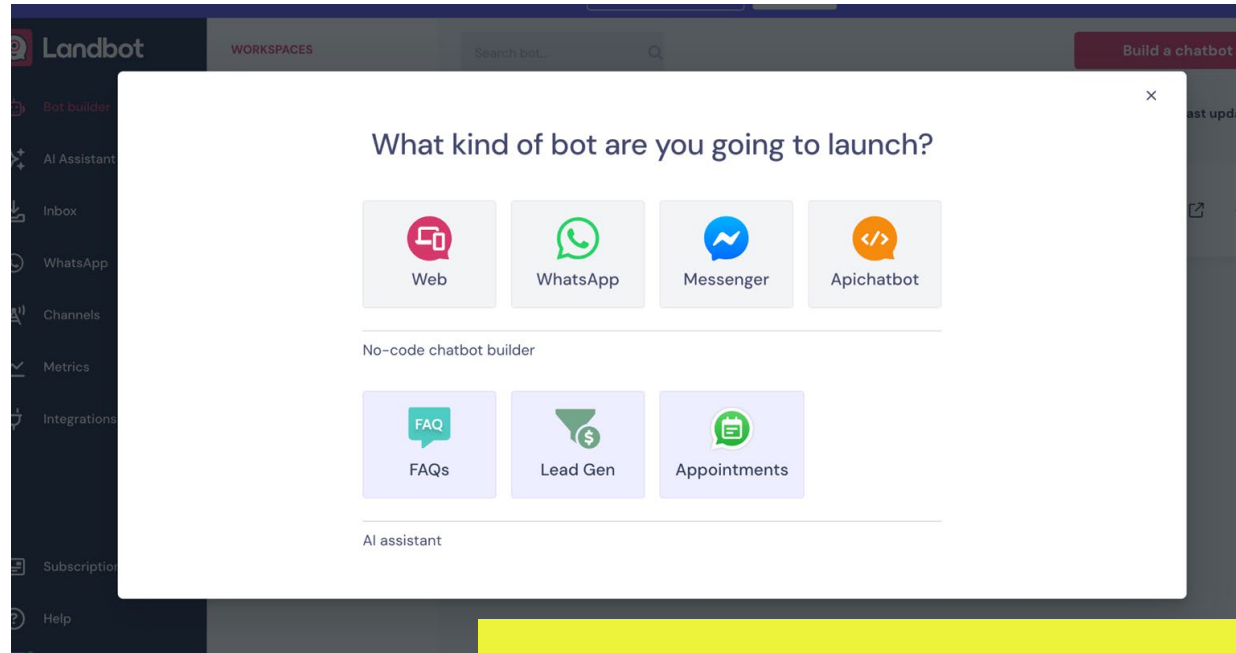 Landbot
WORKSPACES
Search bot...
Build a chatbot
Bot builder
AI Assistant
Inbox
WhatsApp
Channels
Metrics
Integrations
Subscription
Help
What kind of bot are you going to launch?
Web
WhatsApp
Messenger
Apichatbot
No-code chatbot builder
FAQ
FAQs
Lead Gen
Appointments
AI assistant